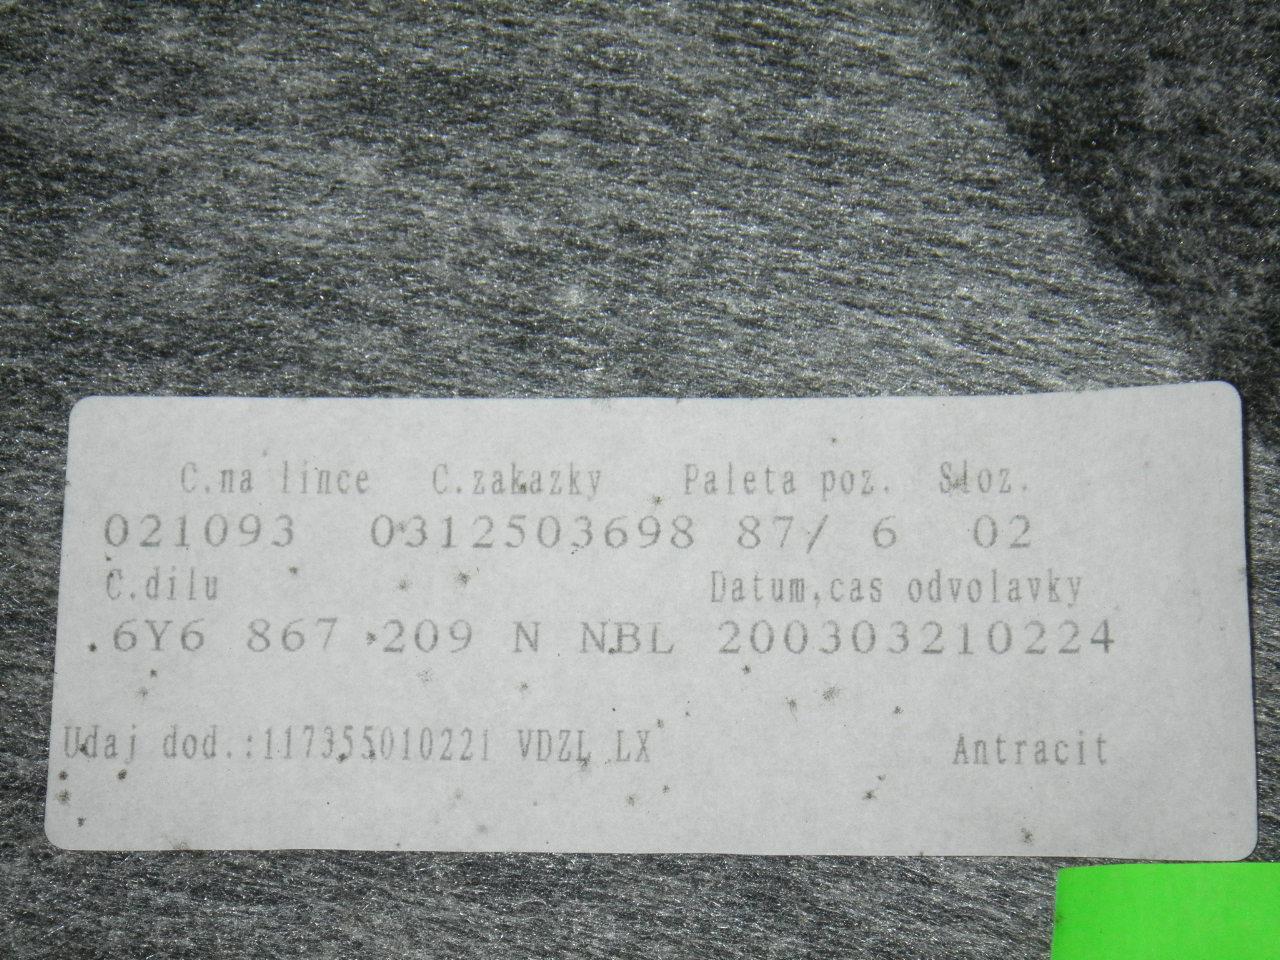 C.na lince C.zakazky Paleta poz. Sloz.
021093 0312503698 87/ 6 02
C.dilu Datum,cas odvolavky
6Y6 867 209 N NBL 200303210224
Udaj dod.:117355010221 VDZL LX Antracit